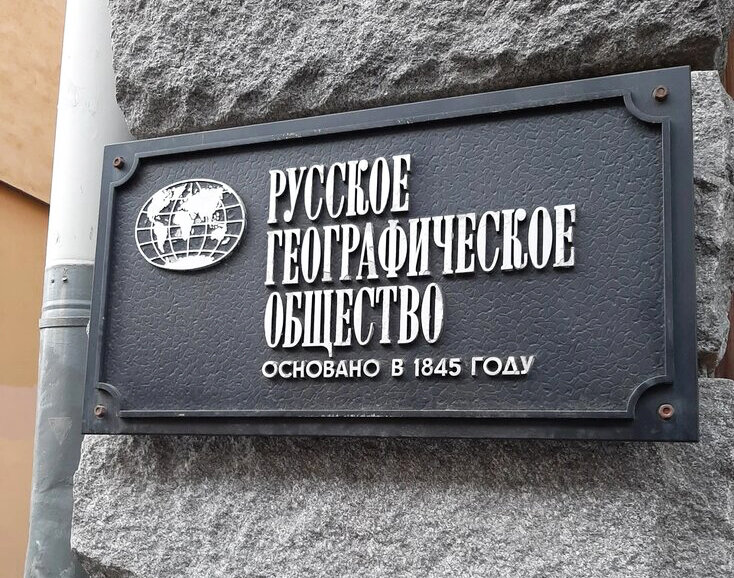 РУССКОЕ
ГЕОГРАФИЧЕСКОЕ
ОБЩЕСТВО
ОСНОВАНО В 1845 ГОДУ